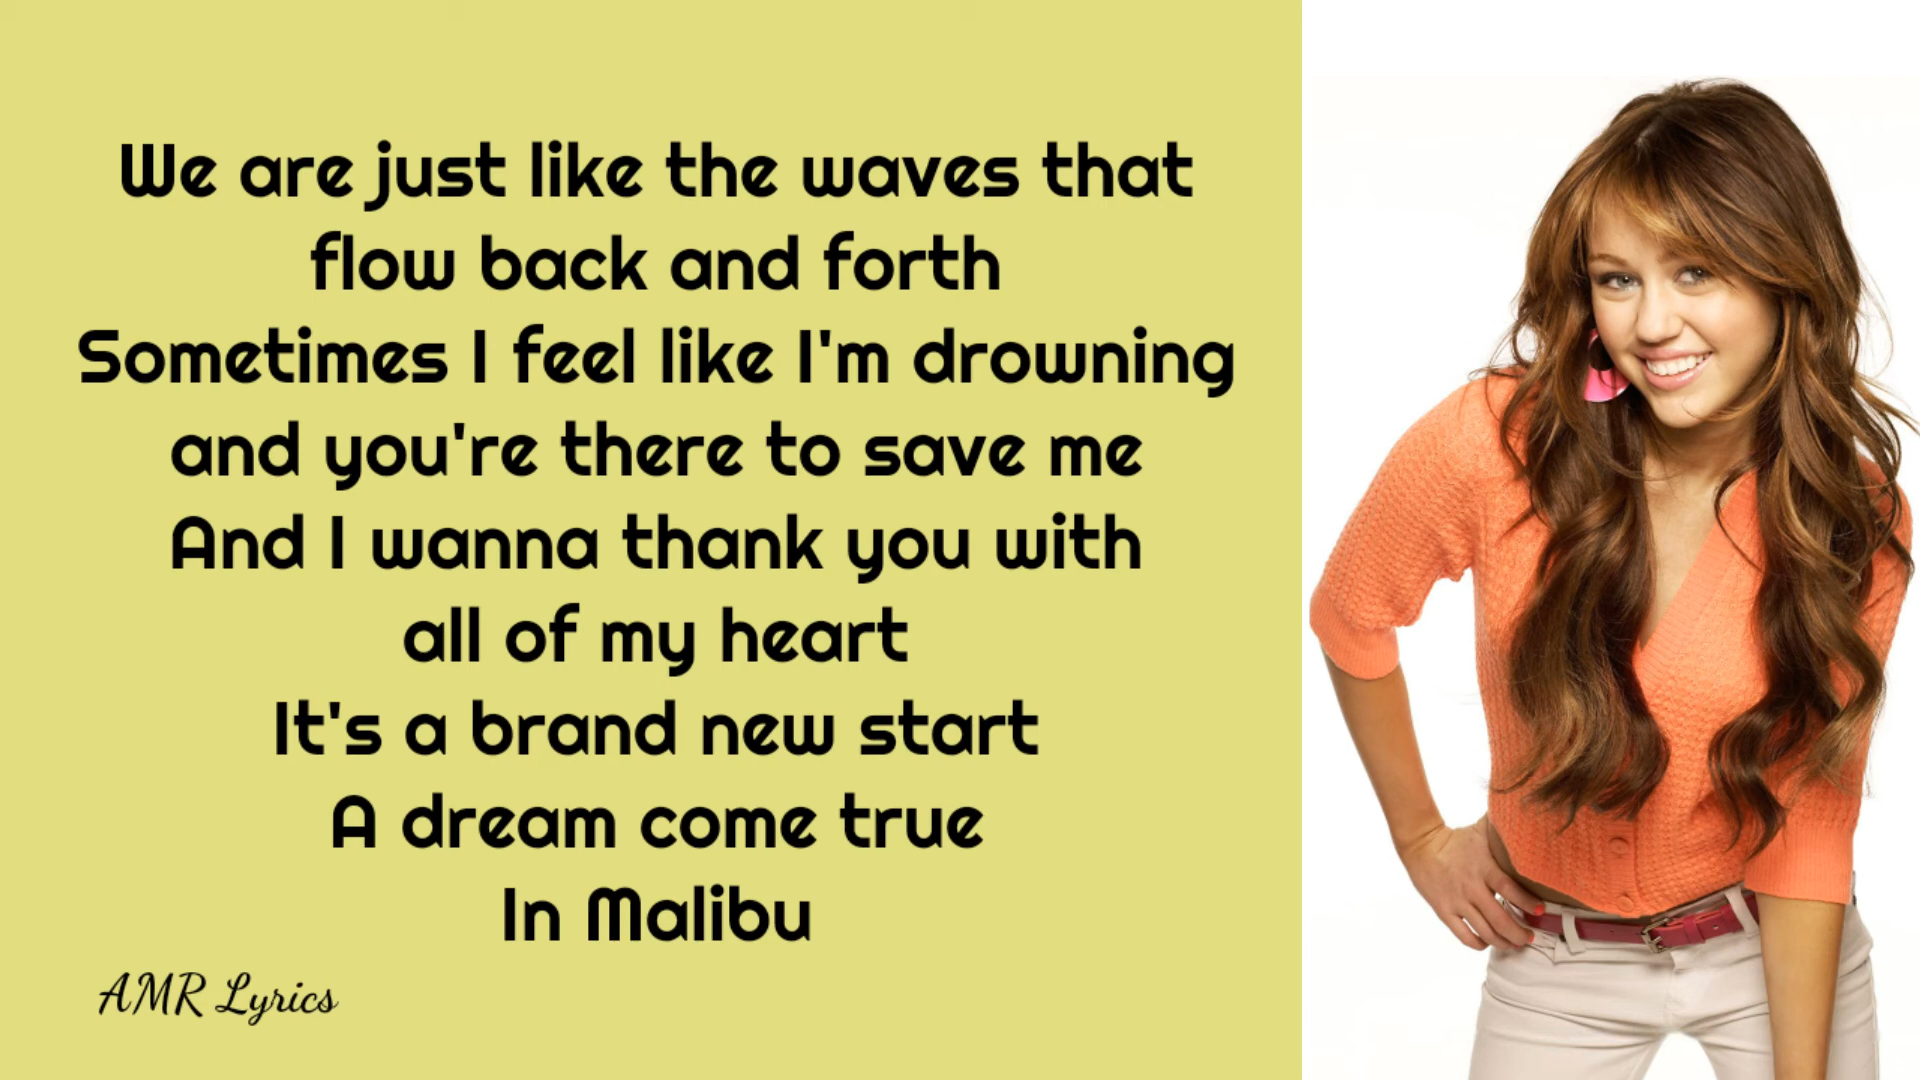 We are just like the waves that
flow back and forth
Sometimes I feel like I'm drowning
and you're there to save me
And I wanna thank you with
all of my heart
It's a brand new start
A dream come true
In Malibu
AMR Lyrics